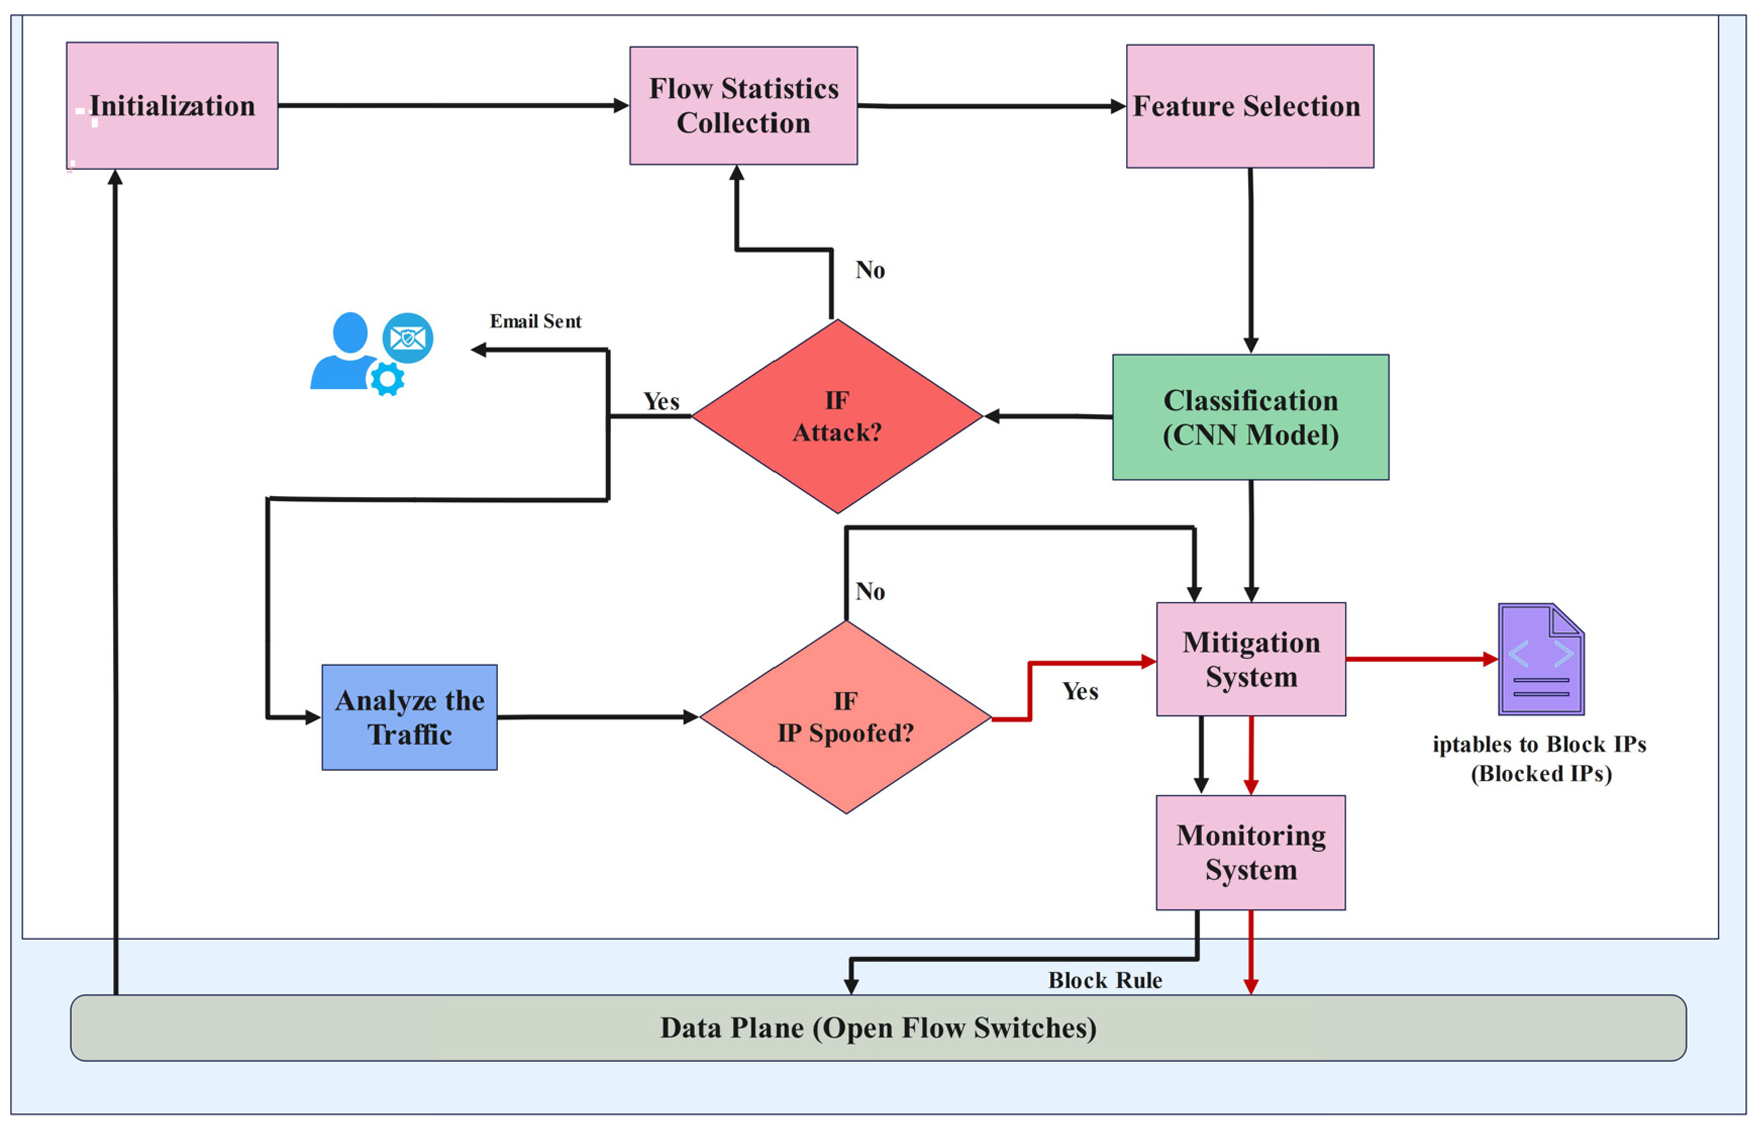 Initialization
Flow Statistics
Collection
Feature Selection
No
Email Sent
Yes
IF
Attack?
Classification
(CNN Model)
No
Analyze the
Traffic
IF
IP Spoofed?
Yes
Mitigation
System
iptables to Block IPs
(Blocked IPs)
Monitoring
System
Block Rule
Data Plane (Open Flow Switches)